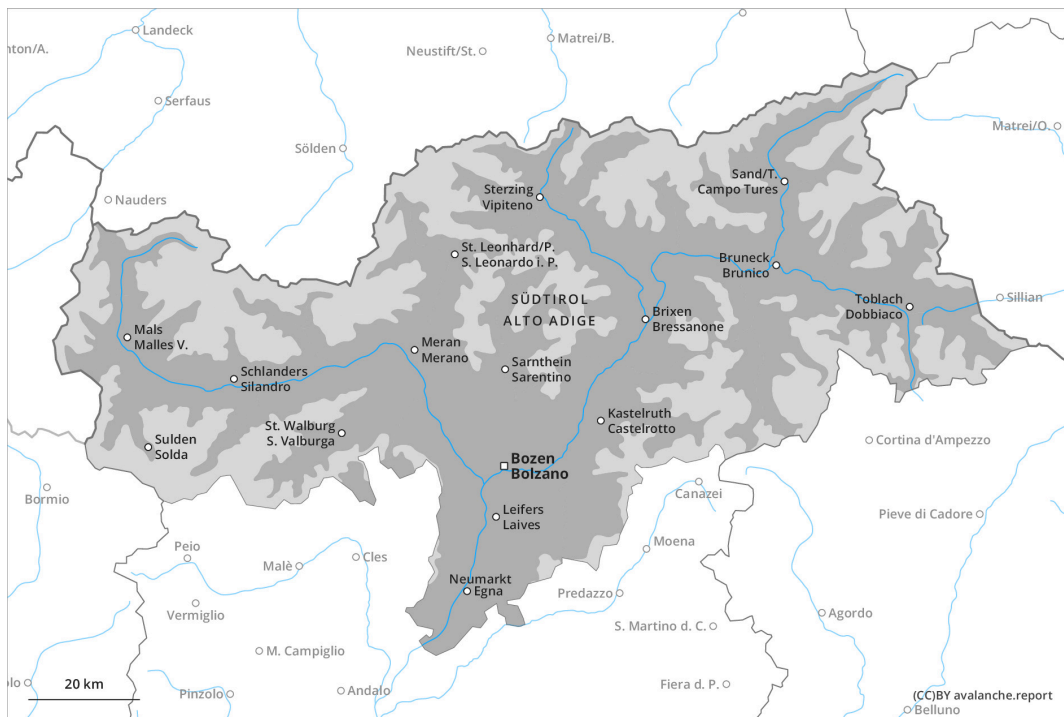 Landeck
nton/A.
Neustift/St.
Matrei/B.
Serfaus
Matrei/O.
Sölden
Nauders
Sterzing
Vipiteno
Sand/T.
Campo Tures
St. Leonhard/P.
S. Leonardo i. P.
Bruneck
Brunico
SÜDTIROL
ALTO ADIGE
Toblach
Dobbiaco
Sillian
Brixen
Bressanone
Mals
Malles V.
Meran
Merano
Sarnthein
Sarentino
Schlanders
Silandro
Kastelruth
Castelrotto
St. Walburg
S. Valburga
Sulden
Solda
Cortina d'Ampezzo
Bozen
Bolzano
Bormio
Canazei
Leifers
Laives
Pieve di Cadore
Peio
Malè
Cles
Moena
Neumarkt
Egna
Predazzo
Vermiglio
Agordo
S. Martino d. C.
M. Campiglio
olo
20 km
Pinzolo
Andalo
Fiera d. P.
(CC)BY avalanche.report
Belluno